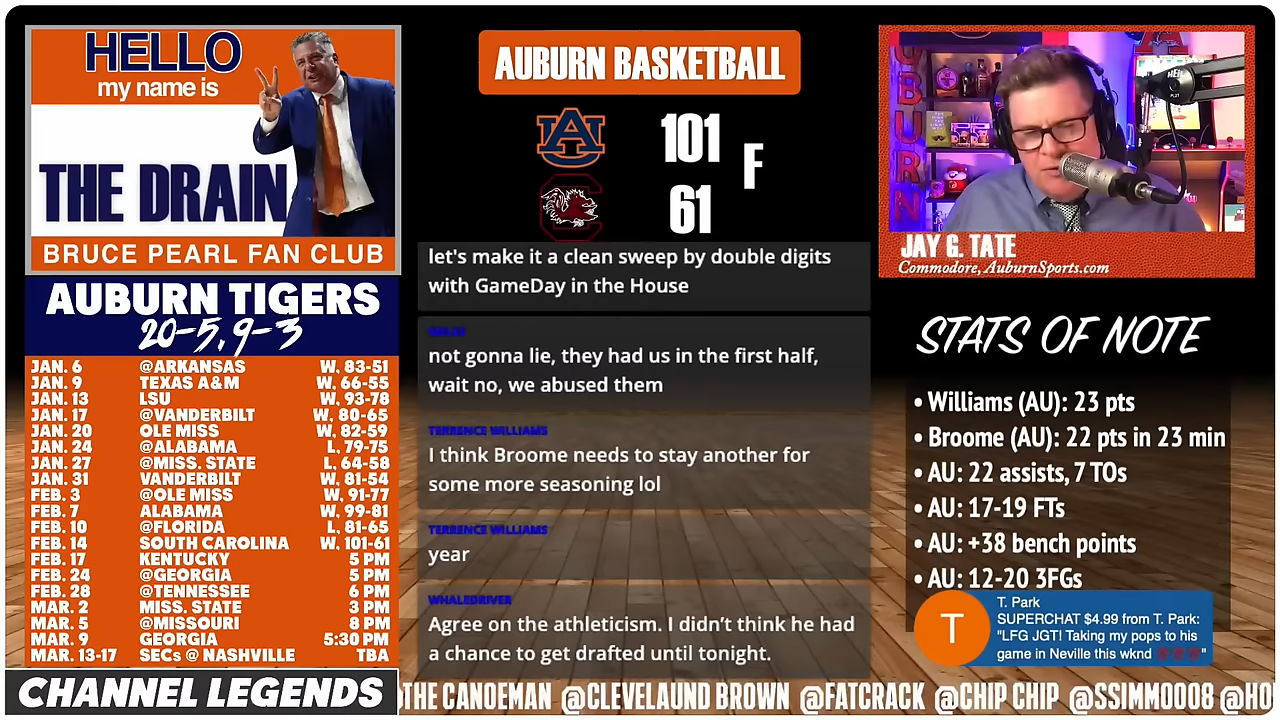 HELLO
my name is
THE DRAIN
BRUCE PEARL FAN CLUB
AUBURN TIGERS
20-5, 9-3
JAN. 6 @ARKANSAS W, 83-51
JAN. 9 TEXAS A&M W, 66-55
JAN. 13 LSU W, 93-78
JAN. 17 @VANDERBILT W, 80-65
JAN. 20 OLE MISS W, 82-59
JAN. 24 @ALABAMA L, 79-75
JAN. 27 @MISS. STATE L, 64-58
JAN. 31 VANDERBILT W, 81-54
FEB. 3 @OLE MISS W, 91-77
FEB. 7 ALABAMA W, 99-81
FEB. 10 @FLORIDA L, 81-65
FEB. 14 SOUTH CAROLINA W, 101-61
FEB. 17 KENTUCKY 5 PM
FEB. 24 @GEORGIA 5 PM
FEB. 28 @TENNESSEE 6 PM
MAR. 2 MISS. STATE 3 PM
MAR. 5 @MISSOURI 8 PM
MAR. 9 GEORGIA 5:30 PM
MAR. 13-17 SECs @ NASHVILLE TBA
CHANNEL LEGENDS
AUBURN BASKETBALL
101
F
61
let's make it a clean sweep by double digits
with GameDay in the House
not gonna lie, they had us in the first half,
wait no, we abused them
TERRENCE WILLIAMS
I think Broome needs to stay another for
some more seasoning lol
TERRENCE WILLIAMS
year
WHALEDRIVER
Agree on the athleticism. I didn't think he had
a chance to get drafted until tonight.
AUBURN
JAY G. TATE
Commodore, AuburnSports.com
STATS OF NOTE
• Williams (AU): 23 pts
• Broome (AU): 22 pts in 23 min
• AU: 22 assists, 7 TOs
• AU: 17-19 FTs
• AU: +38 bench points
• AU: 12-20 3FGs
T
T. Park
SUPERCHAT $4.99 from T. Park:
"LFG JGT! Taking my pops to his
game in Neville this wknd "
THE CANOEMAN @CLEVELAUND BROWN @FATCRACK @CHIP CHIP @SSIMMO008 @HO